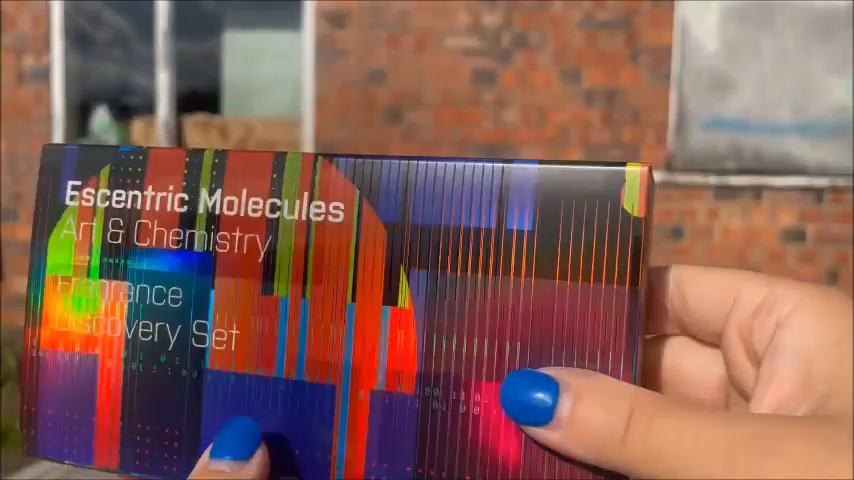 Escentric Molecules
Art & Chemistry
Fragrance
Discovery Set